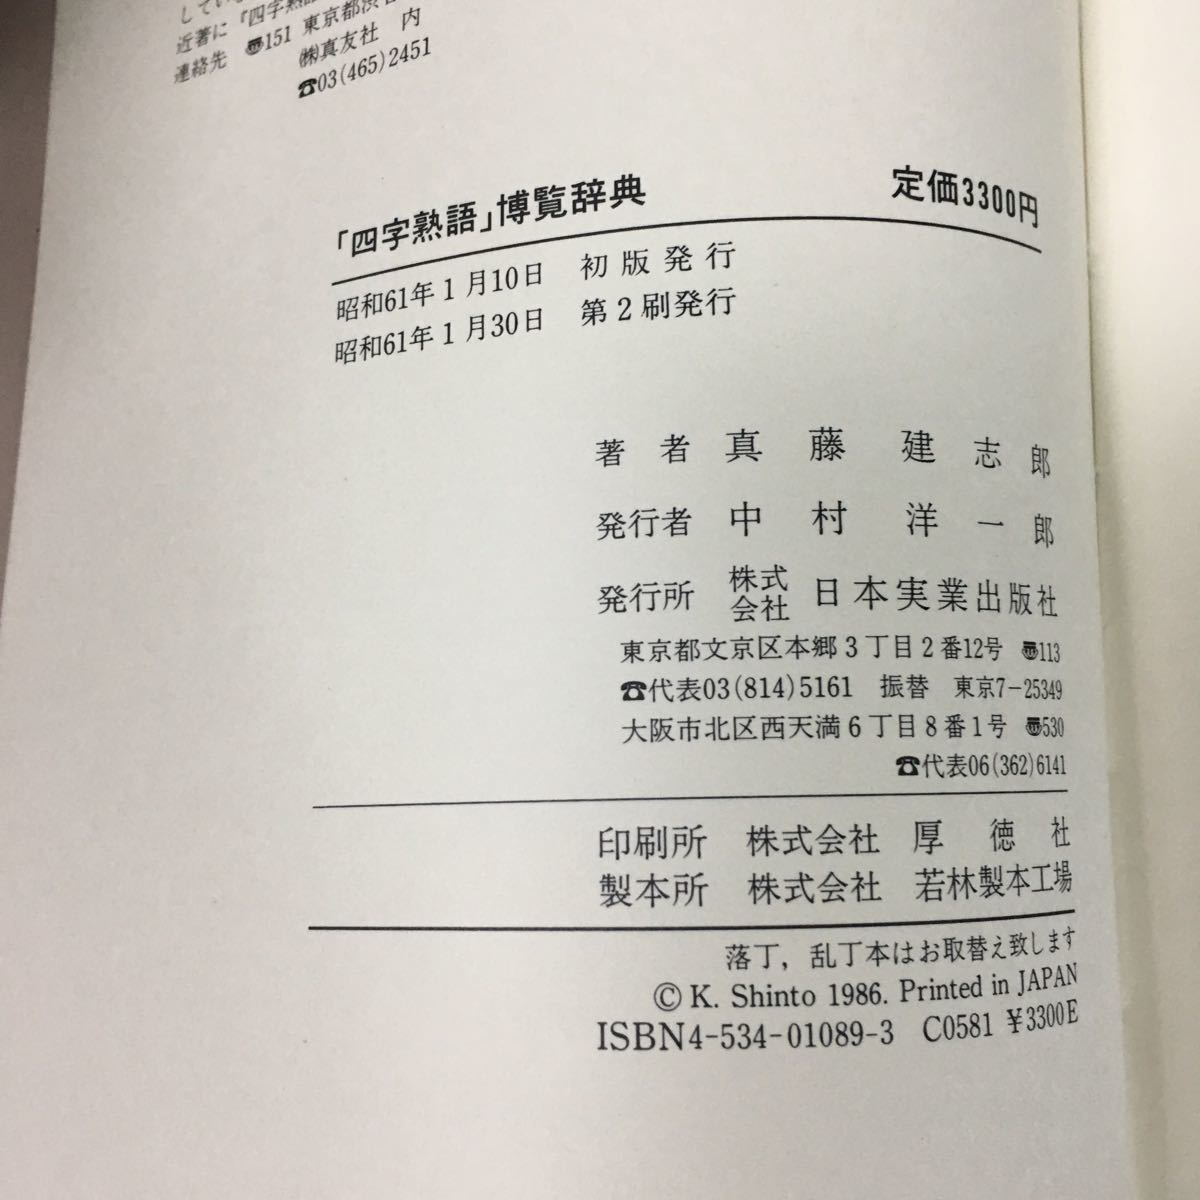 している
近著に『四字熟語
連絡先 〠151 東京都渋谷
㈱真友社 内
☎03(465)2451
「四字熟語」博覧辞典 定価3300円
昭和61年1月10日 初版発行
昭和61年1月30日 第2刷発行
著者 真藤建志郎
発行者 中村洋一郎
発行所 株式会社 日本実業出版社
東京都文京区本郷3丁目2番12号 〠113
☎代表03(814)5161 振替 東京7-25349
大阪市北区西天満6丁目8番1号 〠530
☎代表06(362)6141
印刷所 株式会社 厚徳社
製本所 株式会社 若林製本工場
落丁，乱丁本はお取替え致します
© K. Shinto 1986. Printed in JAPAN
ISBN4-534-01089-3 C0581 ¥3300E